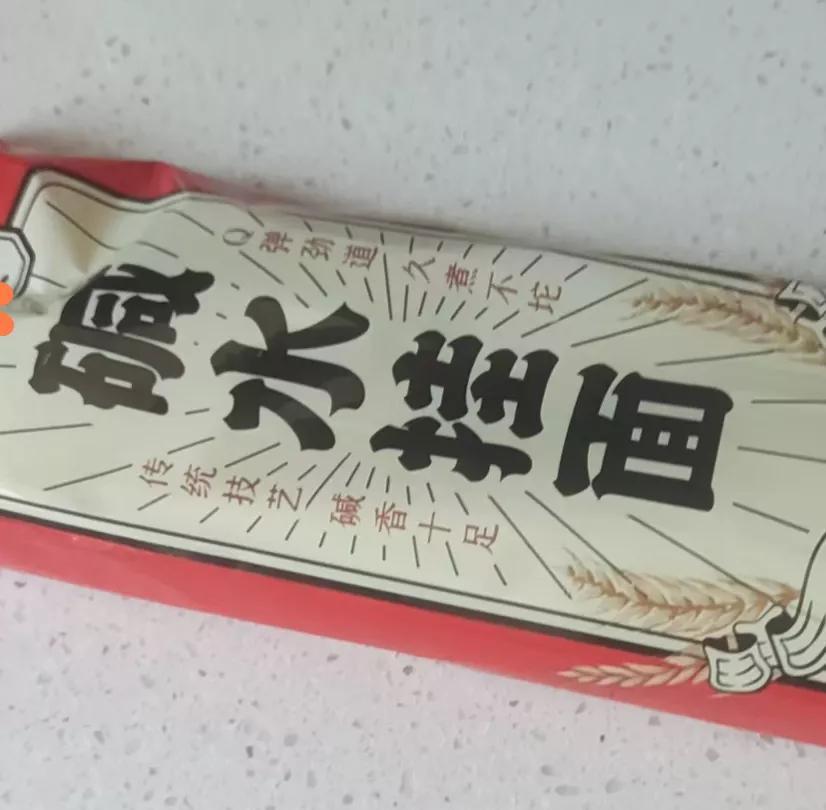 Q弹劲道 久煮不坨
碱水挂面
传统技艺 碱香十足